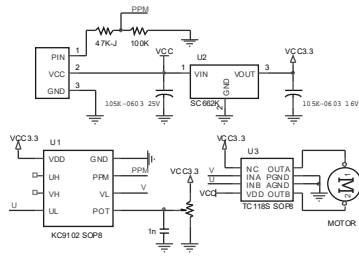 PPM
47K-J
100K
PIN
1
VCC
2
GND
3
VCC
U2
VCC3.3
1
VIN
VOUT
3
GND
2
SC662K
105K-0603 25V
105K-0603 16V
VCC3.3
U1
VDD
GND
UH
PPM
PPM
VH
VL
V
U
UL
POT
KC9102 SOP8
VCC3.3
1n
VCC3.3
U3
NC
OUTA
V
INA
PGND
U
INB
AGND
VCC
VDD
OUTB
TC118S SOP8
M
MOTOR